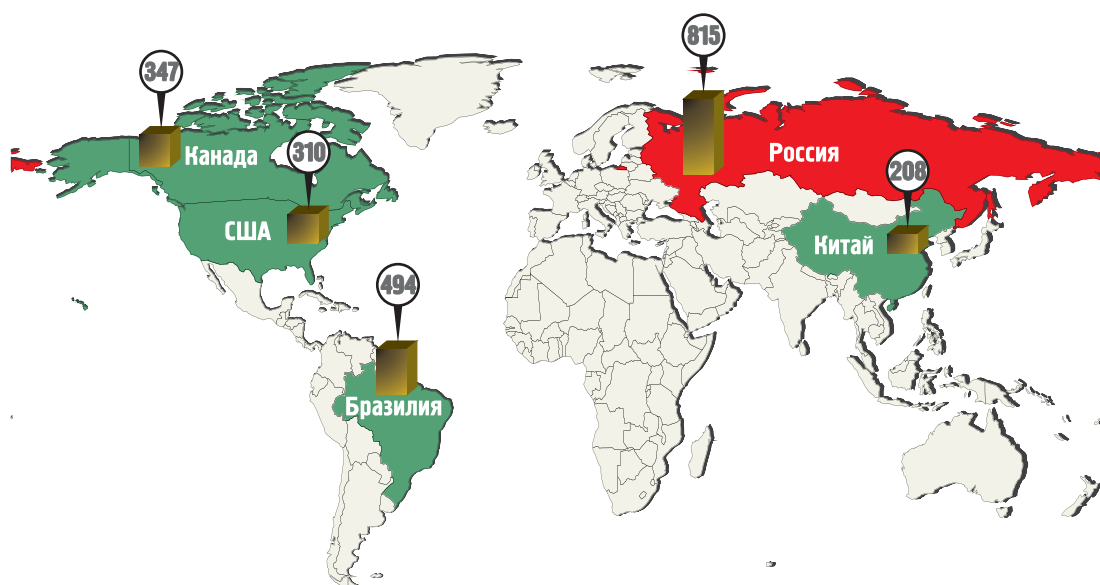 815
347
Канада
310
Россия
208
США
Китай
494
Бразилия